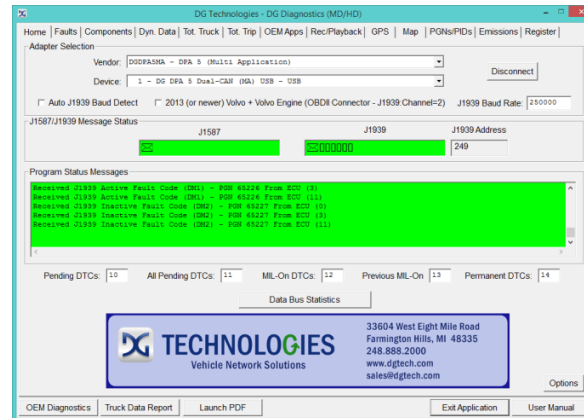 DG Technologies - DG Diagnostics (MD/HD)
Home Faults Components Dyn. Data Tot. Truck Tot. Trip OEM Apps Rec/Playback GPS Map PGNs/PIDs Emissions Register
Adapter Selection
Vendor: DGDPA5MA - DPA 5 (Multi Application)
Device: 1 - DG DPA 5 Dual-CAN (MA) USB - USB
Disconnect
Auto J1939 Baud Detect 2013 (or newer) Volvo + Volvo Engine (OBDII Connector - J1939:Channel=2) J1939 Baud Rate: 250000
J1587/J1939 Message Status
J1587 J1939 J1939 Address
249
Program Status Messages
Received J1939 Active Fault Code (DM1) - PGN 65226 From ECU (3)
Received J1939 Active Fault Code (DM1) - PGN 65226 From ECU (11)
Received J1939 Inactive Fault Code (DM2) - PGN 65227 From ECU (0)
Received J1939 Inactive Fault Code (DM2) - PGN 65227 From ECU (3)
Received J1939 Inactive Fault Code (DM2) - PGN 65227 From ECU (11)
Pending DTCs: 10 All Pending DTCs: 11 MIL-On DTCs: 12 Previous MIL-On 13 Permanent DTCs: 14
Data Bus Statistics
DG TECHNOLOGIES
Vehicle Network Solutions
33604 West Eight Mile Road
Farmington Hills, MI 48335
248.888.2000
www.dgtech.com
sales@dgtech.com
Options
OEM Diagnostics Truck Data Report Launch PDF Exit Application User Manual